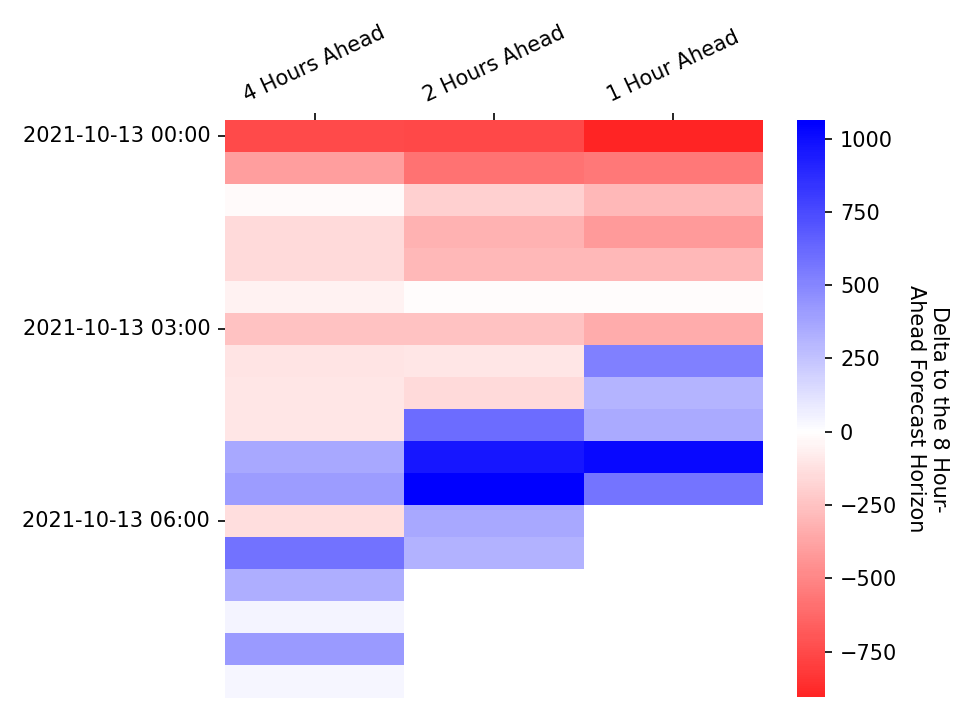 4 Hours Ahead
2 Hours Ahead
1 Hour Ahead
2021-10-13 00:00
2021-10-13 03:00
2021-10-13 06:00
1000
750
500
250
0
−250
−500
−750
Delta to the 8 Hour-
Ahead Forecast Horizon